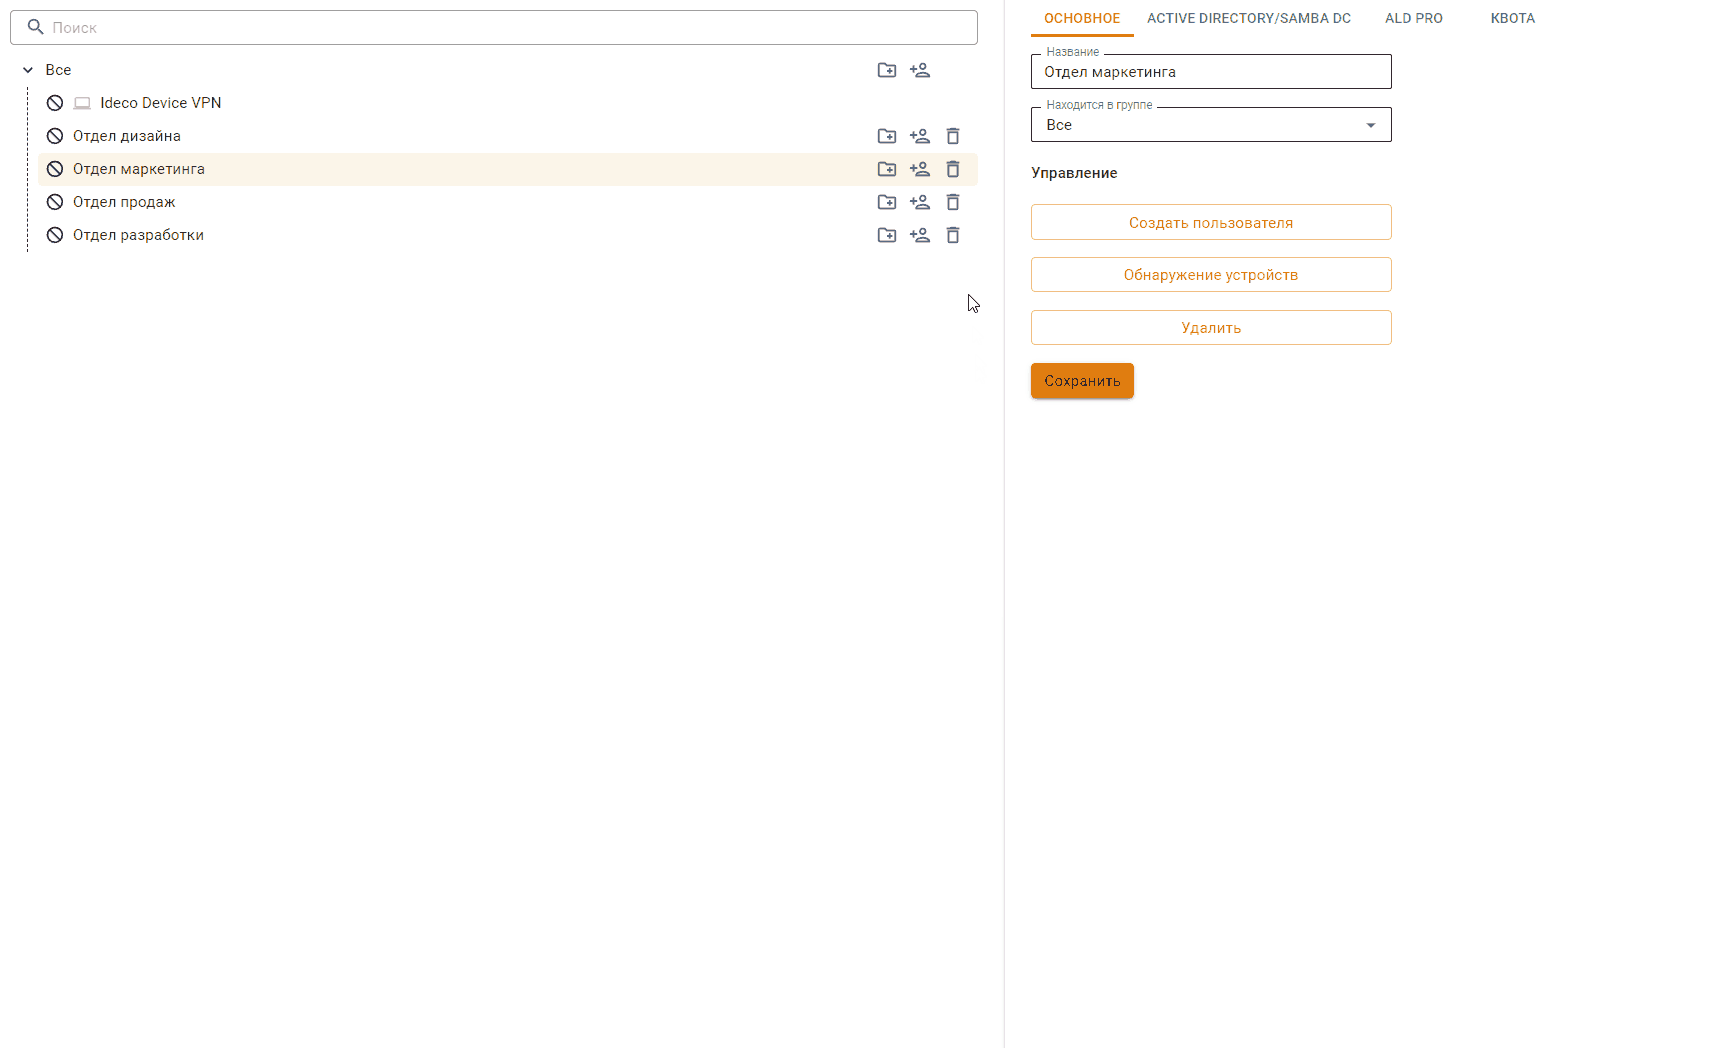 Поиск
Все
Ideco Device VPN
Отдел дизайна
Отдел маркетинга
Отдел продаж
Отдел разработки
ОСНОВНОЕ ACTIVE DIRECTORY/SAMBA DC ALD PRO КВОТА
Название
Отдел маркетинга
Находится в группе
Все
Управление
Создать пользователя
Обнаружение устройств
Удалить
Сохранить